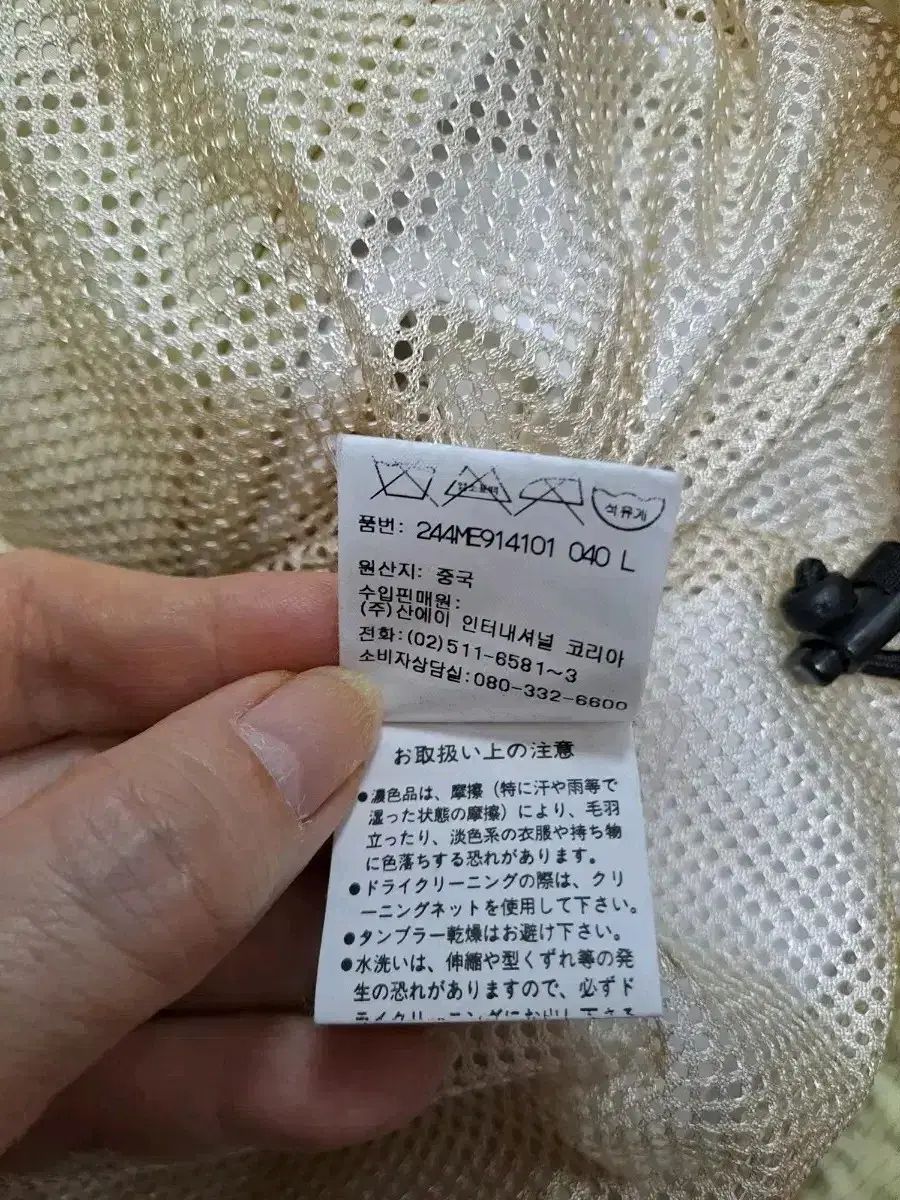 석유계
품번: 244ME914101 040 L
원산지: 중국
수입판매원:
(주)산에이 인터내셔널 코리아
전화:(02)511-6581~3
소비자상담실:080-332-6600
お取扱い上の注意
●濃色品は、摩擦(特に汗や雨等で
湿った状態の摩擦)により、毛羽
立ったり、淡色系の衣服や持ち物
に色落ちする恐れがあります。
●ドライクリーニングの際は、クリ
ーニングネットを使用して下さい。
●タンブラー乾燥はお避け下さい。
●水洗いは、伸縮や型くずれ等の発
生の恐れがありますので、必ずド